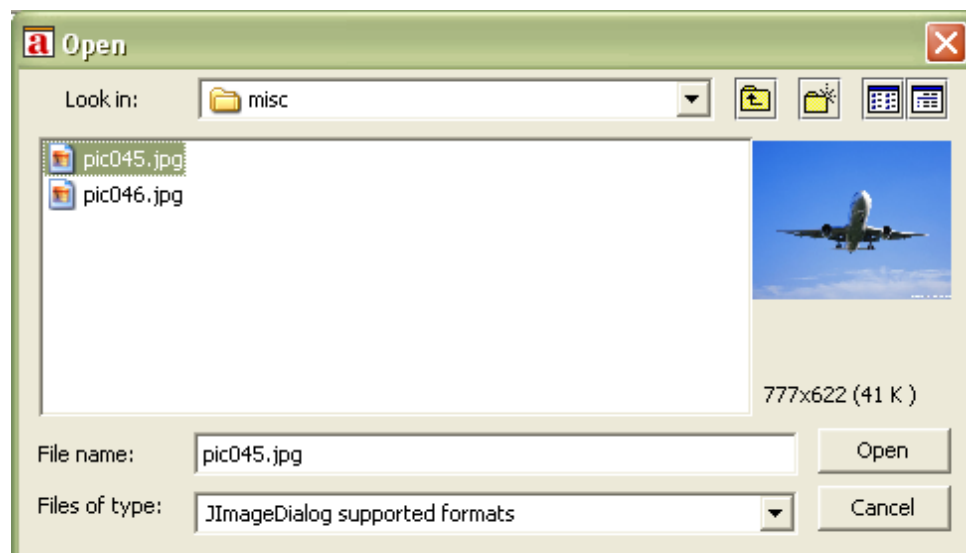 a Open
Look in: misc
pic045.jpg
pic046.jpg
777x622 (41 K )
File name: pic045.jpg Open
Files of type: JImageDialog supported formats Cancel